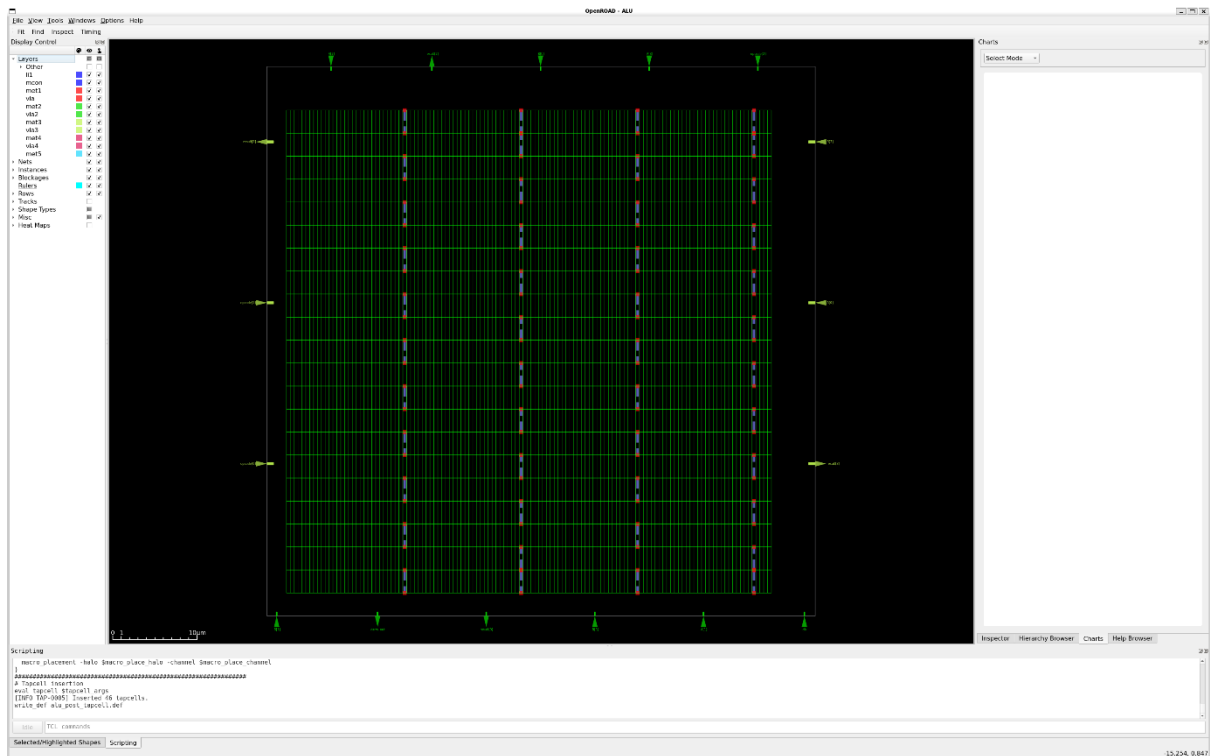 OpenROAD - ALU
File View Tools Windows Options Help
Fit Find Inspect Timing
Display Control
Layers
Other
li1
mcon
met1
via
met2
via2
met3
via3
met4
via4
met5
Nets
Instances
Blockages
Rulers
Rows
Tracks
Shape Types
Misc
Heat Maps
0 1 10μm
Charts
Select Mode
Inspector Hierarchy Browser Charts Help Browser
Scripting
macro_placement -halo $macro_place_halo -channel $macro_place_channel
}
# Tapcell insertion
eval tapcell $tapcell_args
[INFO TAP-0005] Inserted 46 tapcells.
write_def alu_post_tapcell.def
TCL commands
Selected/Highlighted Shapes Scripting
-15.254, 0.847